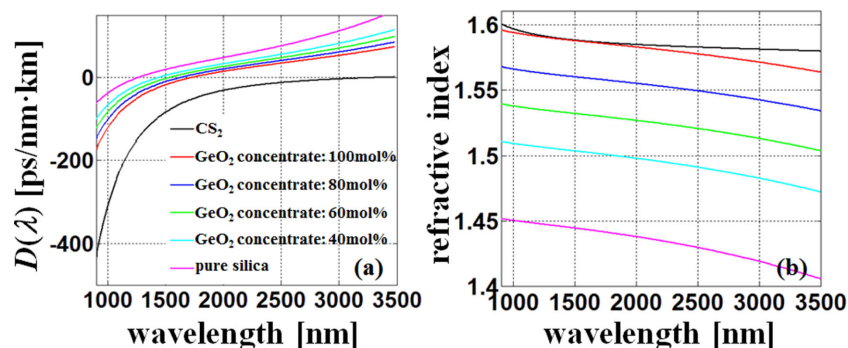 (a)
0
-200
-400
D(λ) [ps/nm·km]
CS₂
GeO₂ concentrate: 100mol%
GeO₂ concentrate: 80mol%
GeO₂ concentrate: 60mol%
GeO₂ concentrate: 40mol%
pure silica
1000 1500 2000 2500 3000 3500
wavelength [nm]
1.6
1.55
1.5
1.45
1.4
refractive index
(b)
1000 1500 2000 2500 3000 3500
wavelength [nm]